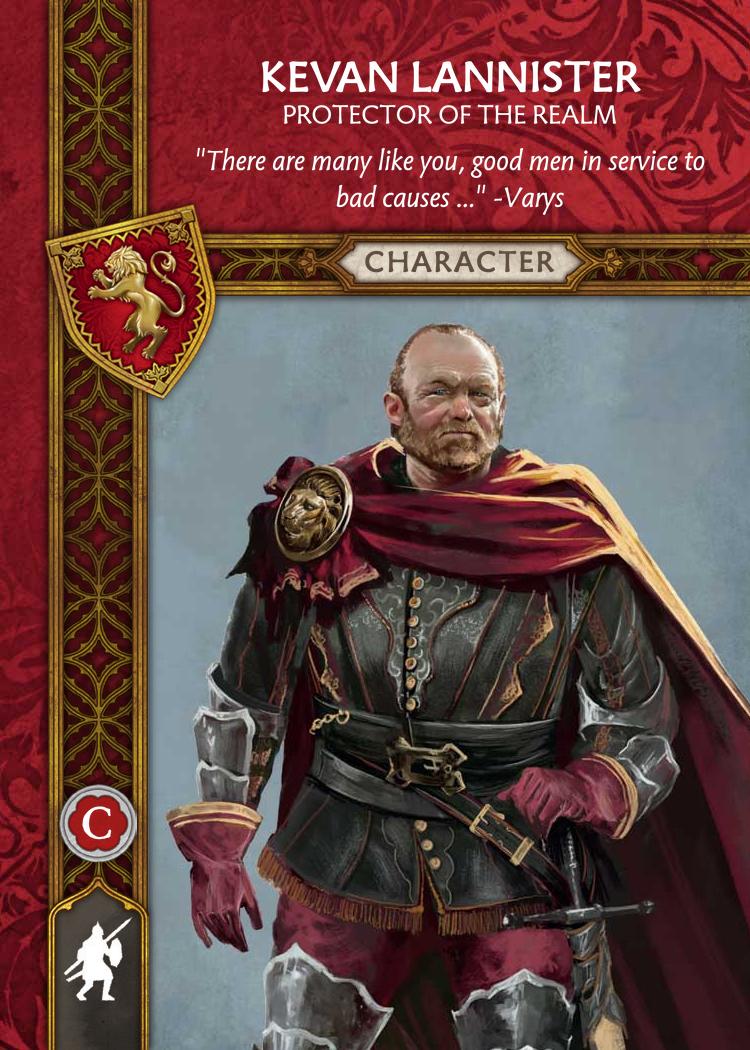 KEVAN LANNISTER
PROTECTOR OF THE REALM
"There are many like you, good men in service to
bad causes ..." -Varys
CHARACTER
C